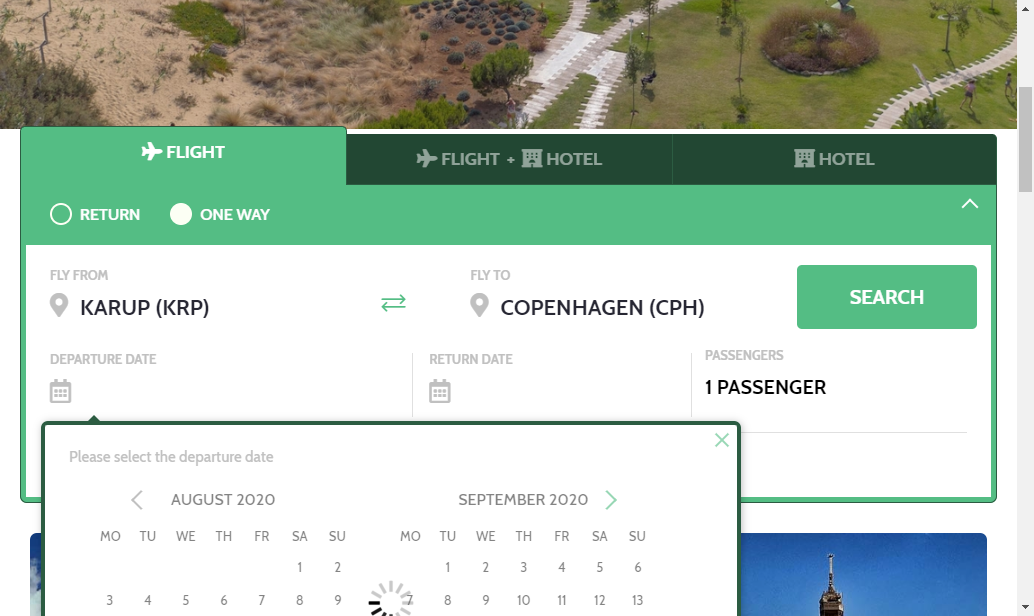 FLIGHT
FLIGHT + HOTEL
HOTEL
RETURN
ONE WAY
FLY FROM
KARUP (KRP)
FLY TO
COPENHAGEN (CPH)
SEARCH
DEPARTURE DATE
RETURN DATE
PASSENGERS
1 PASSENGER
Please select the departure date
AUGUST 2020
SEPTEMBER 2020
MO TU WE TH FR SA SU
MO TU WE TH FR SA SU
1 2
1 2 3 4 5 6
3 4 5 6 7 8 9
7 8 9 10 11 12 13